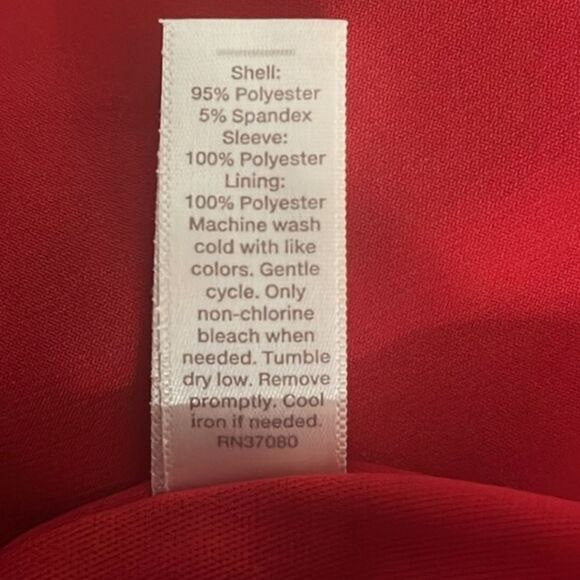 Shell:
95% Polyester
5% Spandex
Sleeve:
100% Polyester
Lining:
100% Polyester
Machine wash
cold with like
colors. Gentle
cycle. Only
non-chlorine
bleach when
needed. Tumble
dry low. Remove
promptly. Cool
iron if needed.
RN37080